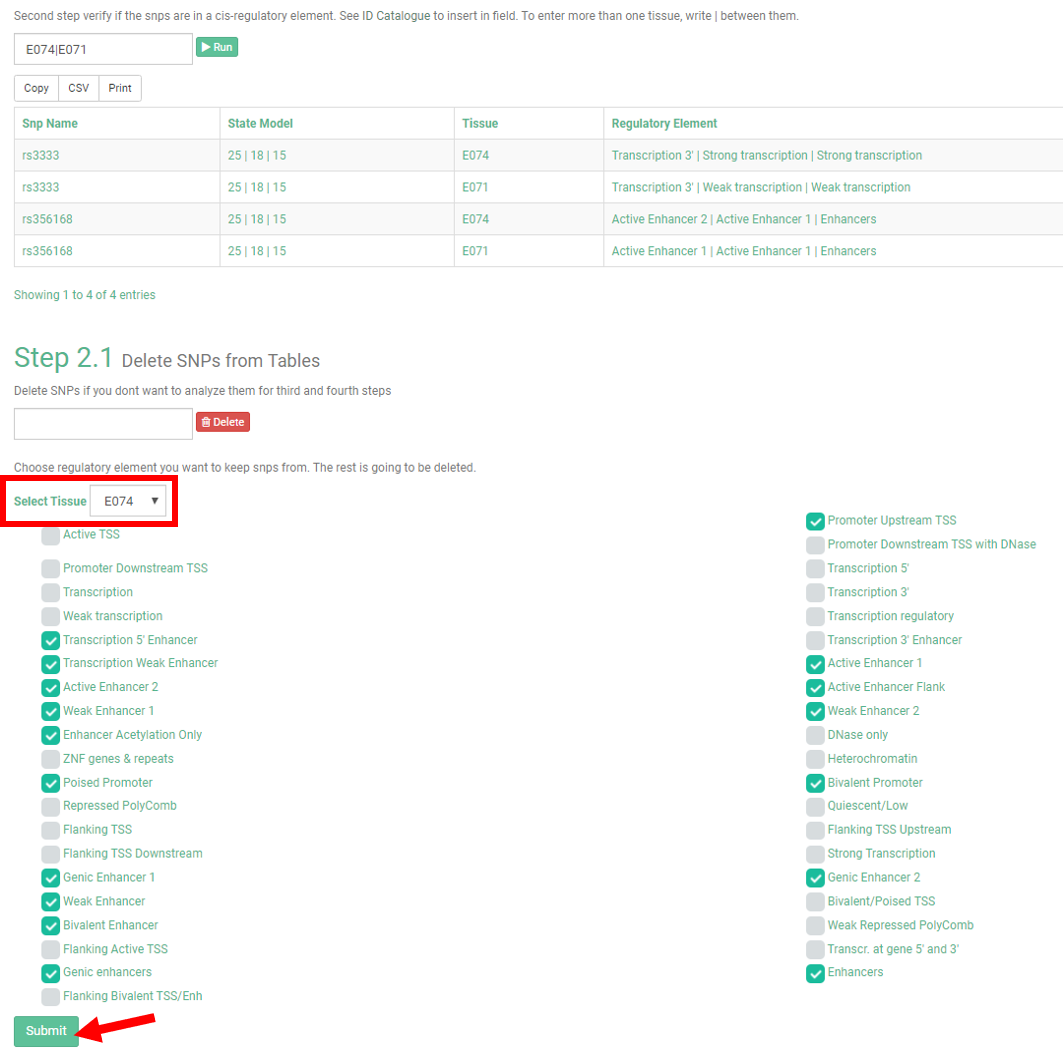 Second step verify if the snps are in a cis-regulatory element. See ID Catalogue to insert in field. To enter more than one tissue, write | between them.
E074|E071
Run
Copy CSV Print
Snp Name State Model Tissue Regulatory Element
rs3333 25 | 18 | 15 E074 Transcription 3' | Strong transcription | Strong transcription
rs3333 25 | 18 | 15 E071 Transcription 3' | Weak transcription | Weak transcription
rs356168 25 | 18 | 15 E074 Active Enhancer 2 | Active Enhancer 1 | Enhancers
rs356168 25 | 18 | 15 E071 Active Enhancer 1 | Active Enhancer 1 | Enhancers
Showing 1 to 4 of 4 entries
Step 2.1 Delete SNPs from Tables
Delete SNPs if you dont want to analyze them for third and fourth steps
Delete
Choose regulatory element you want to keep snps from. The rest is going to be deleted.
Select Tissue E074
Active TSS Promoter Upstream TSS
Promoter Downstream TSS with DNase
Promoter Downstream TSS Transcription 5'
Transcription Transcription 3'
Weak transcription Transcription regulatory
Transcription 5' Enhancer Transcription 3' Enhancer
Transcription Weak Enhancer Active Enhancer 1
Active Enhancer 2 Active Enhancer Flank
Weak Enhancer 1 Weak Enhancer 2
Enhancer Acetylation Only DNase only
ZNF genes & repeats Heterochromatin
Poised Promoter Bivalent Promoter
Repressed PolyComb Quiescent/Low
Flanking TSS Flanking TSS Upstream
Flanking TSS Downstream Strong Transcription
Genic Enhancer 1 Genic Enhancer 2
Weak Enhancer Bivalent/Poised TSS
Bivalent Enhancer Weak Repressed PolyComb
Flanking Active TSS Transcr. at gene 5' and 3'
Genic enhancers Enhancers
Flanking Bivalent TSS/Enh
Submit